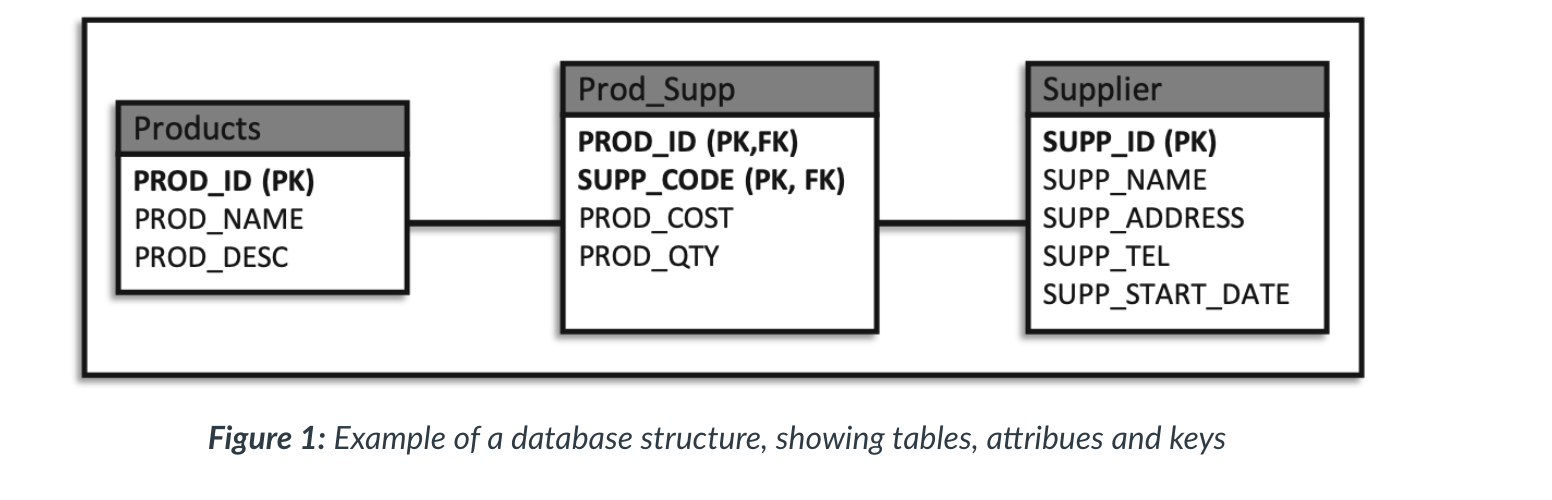 Products
PROD_ID (PK)
PROD_NAME
PROD_DESC
Prod_Supp
PROD_ID (PK,FK)
SUPP_CODE (PK, FK)
PROD_COST
PROD_QTY
Supplier
SUPP_ID (PK)
SUPP_NAME
SUPP_ADDRESS
SUPP_TEL
SUPP_START_DATE
Figure 1: Example of a database structure, showing tables, attribues and keys